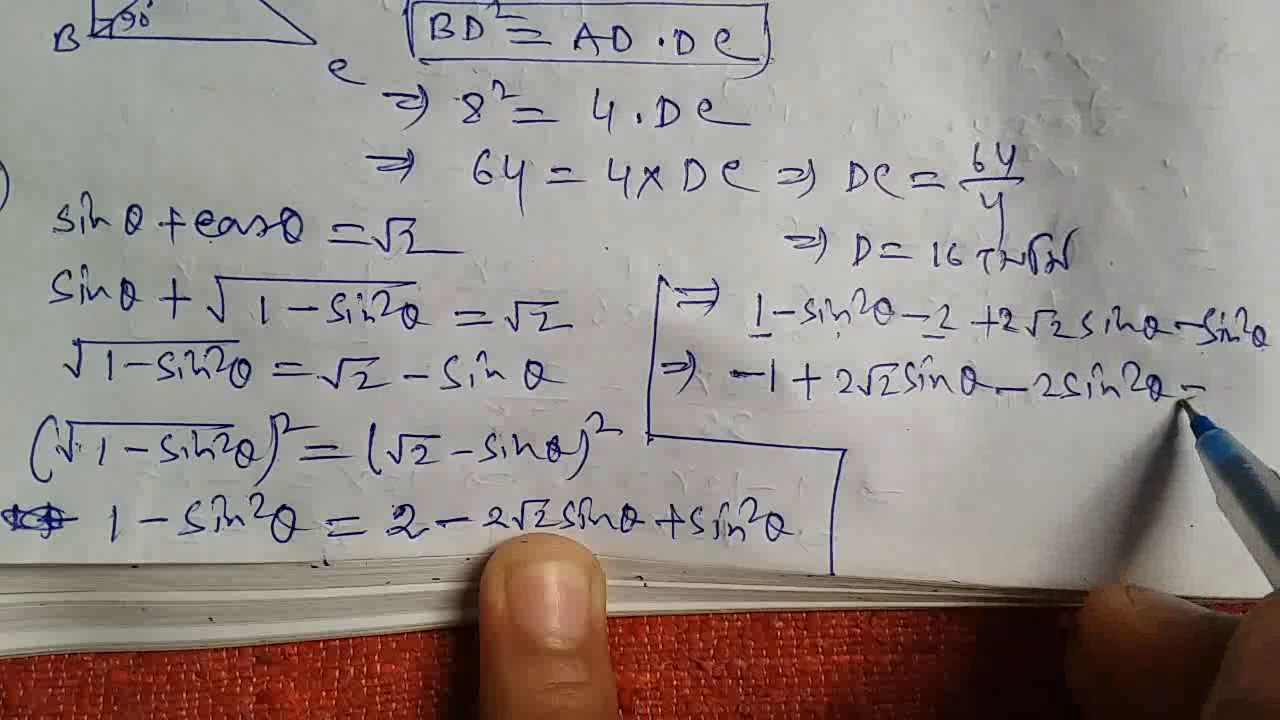 B 90°
C
BD² = AD . DC
⇒ 8² = 4 . DC
⇒ 64 = 4 × DC ⇒ DC = 64/4
⇒ D = 16
)
sinθ + cosθ = √2
sinθ + √(1 - sin²θ) = √2
√(1 - sin²θ) = √2 - sinθ
(√(1 - sin²θ))² = (√2 - sinθ)²
1 - sin²θ = 2 - 2√2 sinθ + sin²θ
⇒ 1 - sin²θ - 2 + 2√2 sinθ - sin²θ
⇒ -1 + 2√2 sinθ - 2sin²θ =